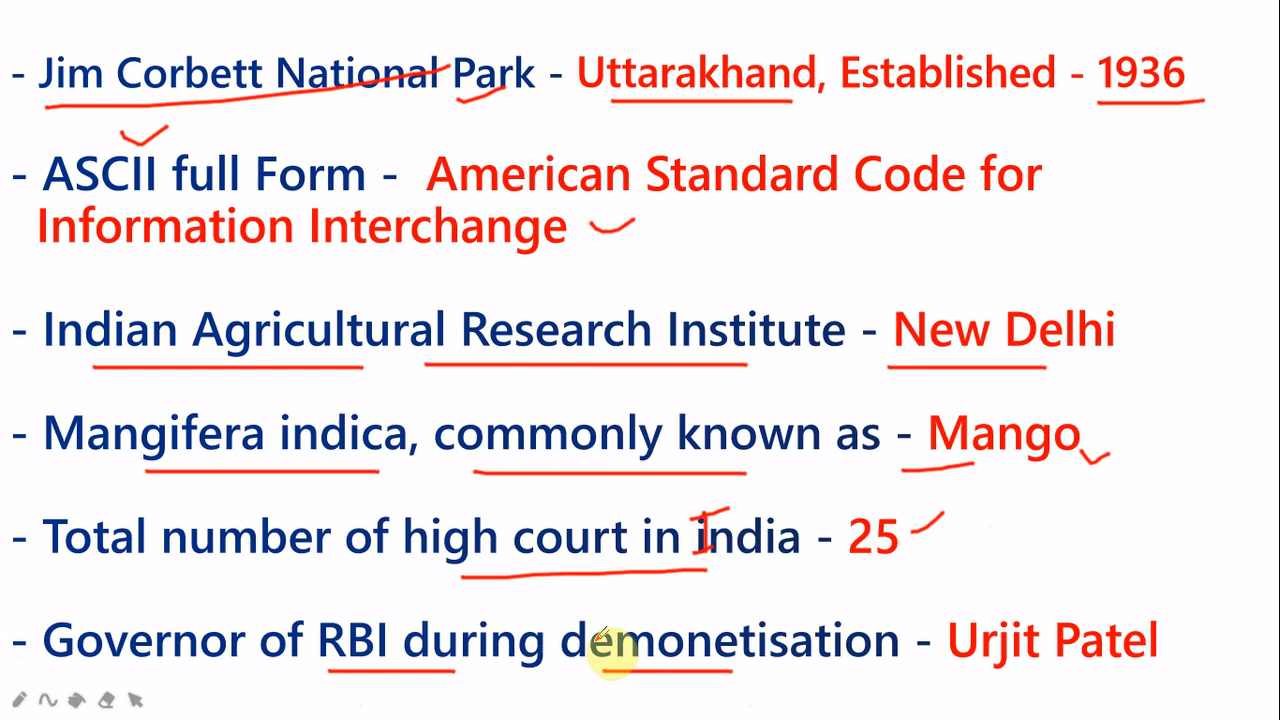 - Jim Corbett National Park - Uttarakhand, Established - 1936
- ASCII full Form - American Standard Code for
Information Interchange
- Indian Agricultural Research Institute - New Delhi
- Mangifera indica, commonly known as - Mango
- Total number of high court in india - 25
- Governor of RBI during demonetisation - Urjit Patel